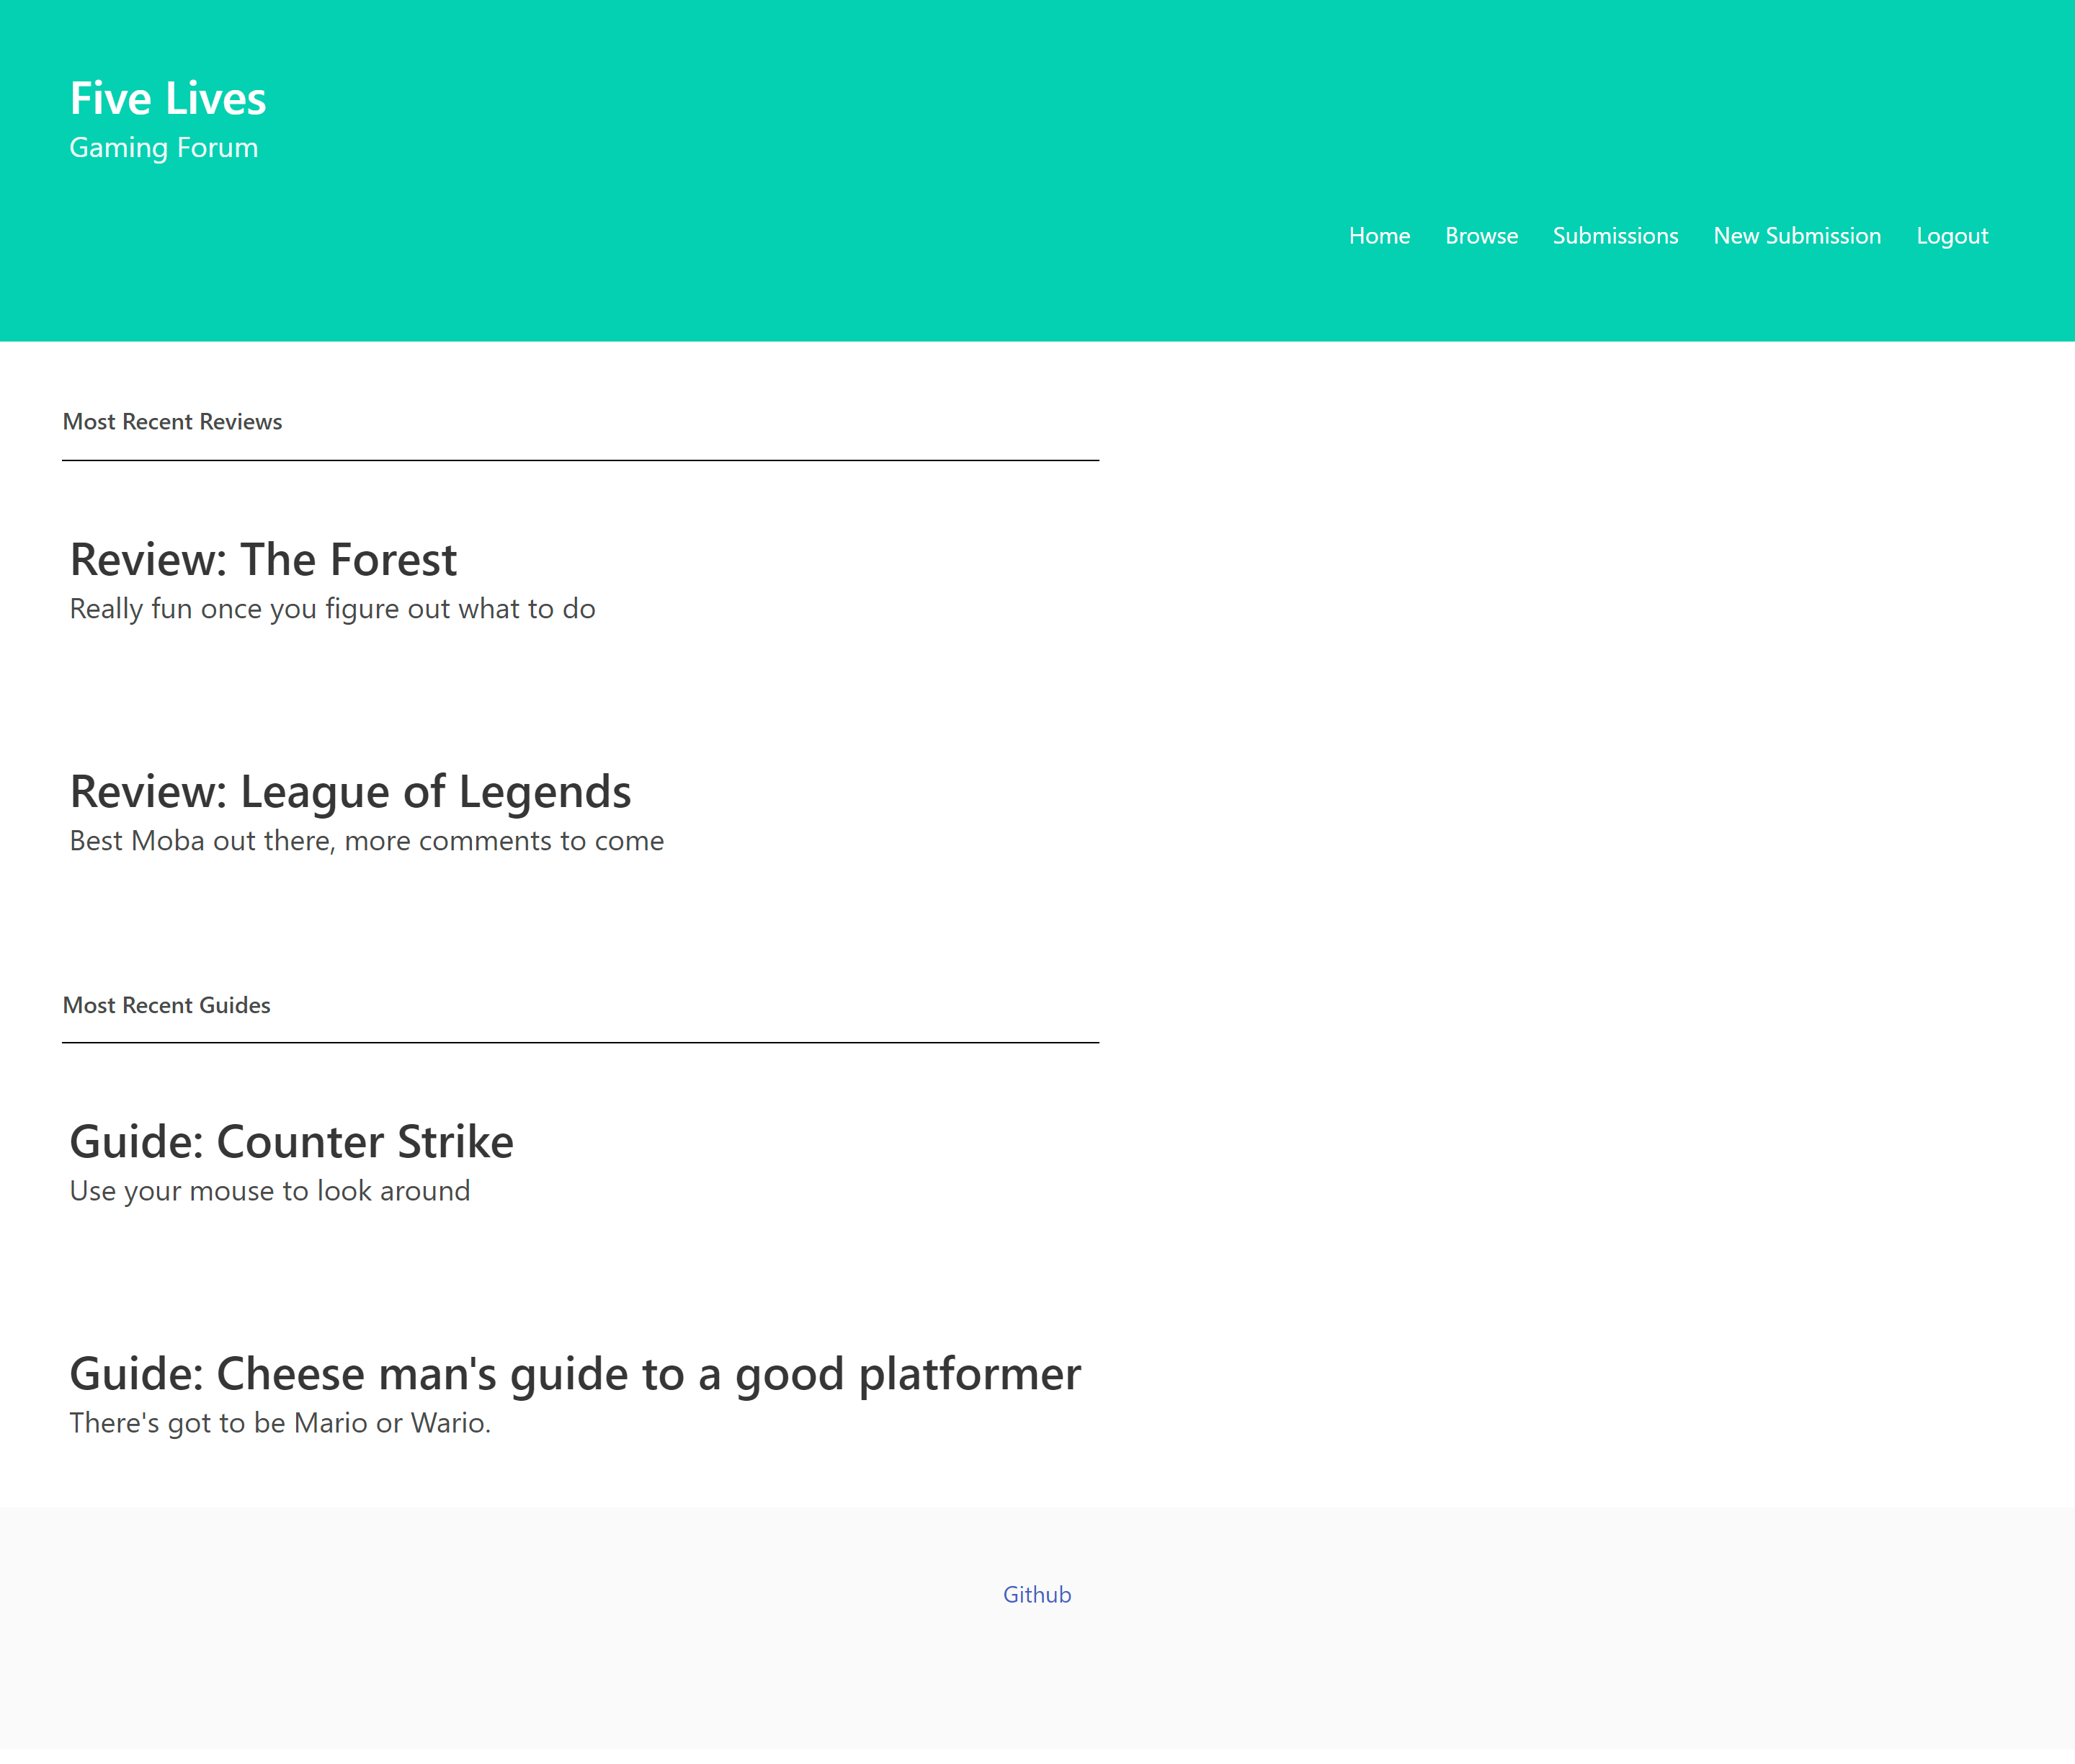 Five Lives
Gaming Forum
Home Browse Submissions New Submission Logout
Most Recent Reviews
Review: The Forest
Really fun once you figure out what to do
Review: League of Legends
Best Moba out there, more comments to come
Most Recent Guides
Guide: Counter Strike
Use your mouse to look around
Guide: Cheese man's guide to a good platformer
There's got to be Mario or Wario.
Github